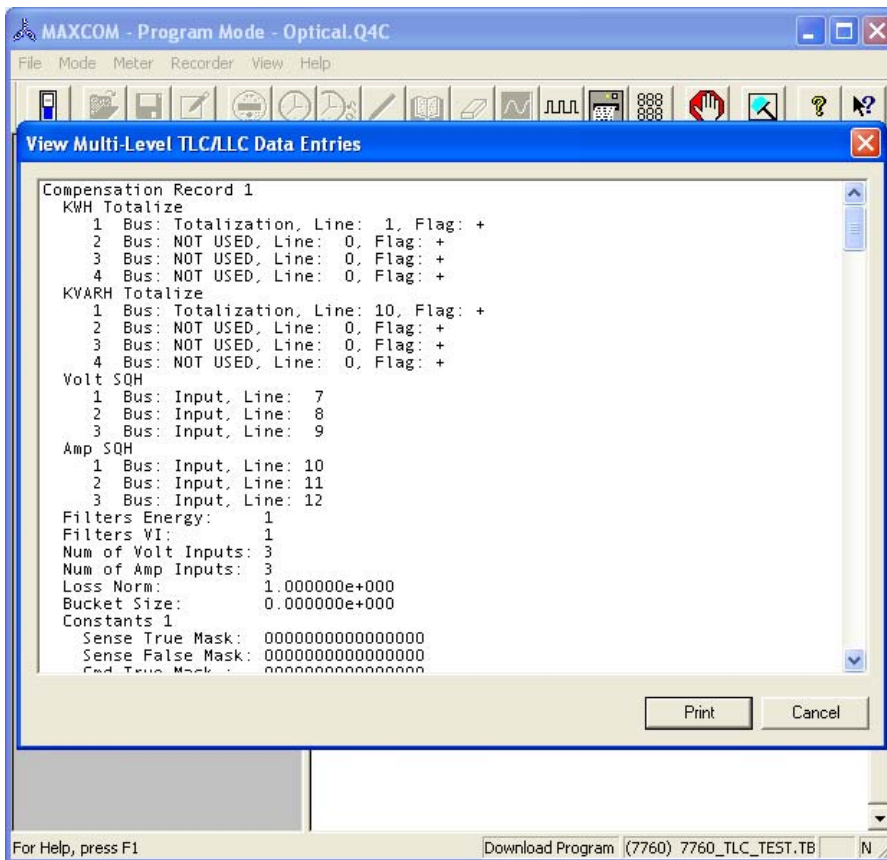 MAXCOM - Program Mode - Optical.Q4C
File Mode Meter Recorder View Help
View Multi-Level TLC/LLC Data Entries
Compensation Record 1
KWH Totalize
1 Bus: Totalization, Line: 1, Flag: +
2 Bus: NOT USED, Line: 0, Flag: +
3 Bus: NOT USED, Line: 0, Flag: +
4 Bus: NOT USED, Line: 0, Flag: +
KVARH Totalize
1 Bus: Totalization, Line: 10, Flag: +
2 Bus: NOT USED, Line: 0, Flag: +
3 Bus: NOT USED, Line: 0, Flag: +
4 Bus: NOT USED, Line: 0, Flag: +
Volt SQH
1 Bus: Input, Line: 7
2 Bus: Input, Line: 8
3 Bus: Input, Line: 9
Amp SQH
1 Bus: Input, Line: 10
2 Bus: Input, Line: 11
3 Bus: Input, Line: 12
Filters Energy: 1
Filters VI: 1
Num of Volt Inputs: 3
Num of Amp Inputs: 3
Loss Norm: 1.000000e+000
Bucket Size: 0.000000e+000
Constants 1
Sense True Mask: 0000000000000000
Sense False Mask: 0000000000000000
Cmd True Mask : 0000000000000000
Print Cancel
For Help, press F1 Download Program (7760) 7760_TLC_TEST.TB N